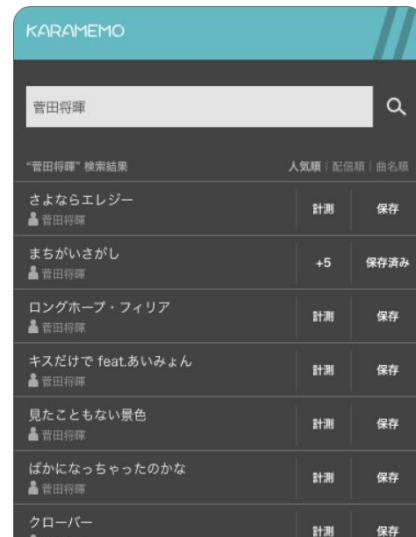 KARAMEMO
菅田将暉
“菅田将暉” 検索結果 人気順 | 配信順 | 曲名順
さよならエレジー
菅田将暉
計測 保存
まちがいさがし
菅田将暉
+5 保存済み
ロングホープ・フィリア
菅田将暉
計測 保存
キスだけで feat.あいみょん
菅田将暉
計測 保存
見たこともない景色
菅田将暉
計測 保存
ばかになっちゃったのかな
菅田将暉
計測 保存
クローバー
計測 保存